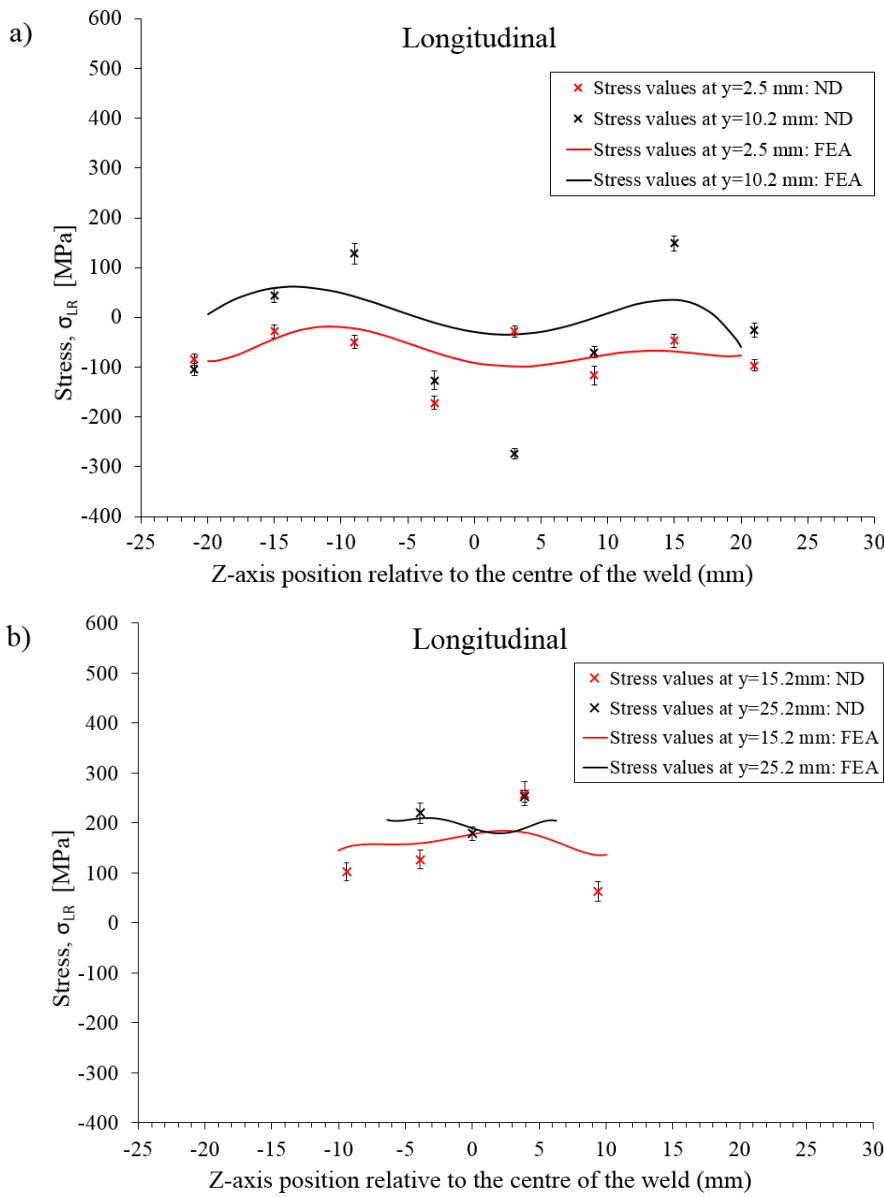 a)
Longitudinal
600
500
400
300
200
100
0
-100
-200
-300
-400
Stress, σLR [MPa]
Stress values at y=2.5 mm: ND
Stress values at y=10.2 mm: ND
Stress values at y=2.5 mm: FEA
Stress values at y=10.2 mm: FEA
-25 -20 -15 -10 -5 0 5 10 15 20 25 30
Z-axis position relative to the centre of the weld (mm)
b)
Longitudinal
600
500
400
300
200
100
0
-100
-200
-300
-400
Stress, σLR [MPa]
Stress values at y=15.2mm: ND
Stress values at y=25.2mm: ND
Stress values at y=15.2 mm: FEA
Stress values at y=25.2 mm: FEA
-25 -20 -15 -10 -5 0 5 10 15 20 25 30
Z-axis position relative to the centre of the weld (mm)